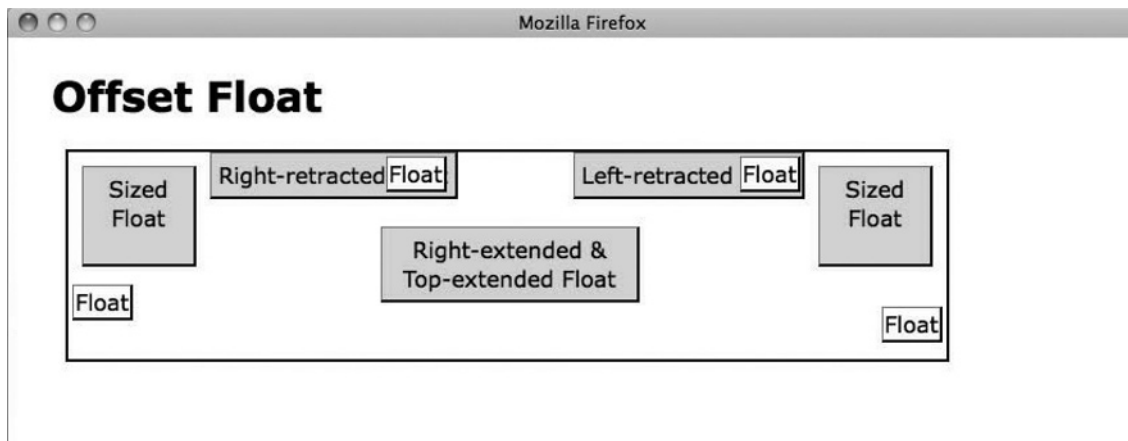 Mozilla Firefox
Offset Float
Sized
Float
Right-retracted Float
Left-retracted Float
Sized
Float
Right-extended &
Top-extended Float
Float
Float